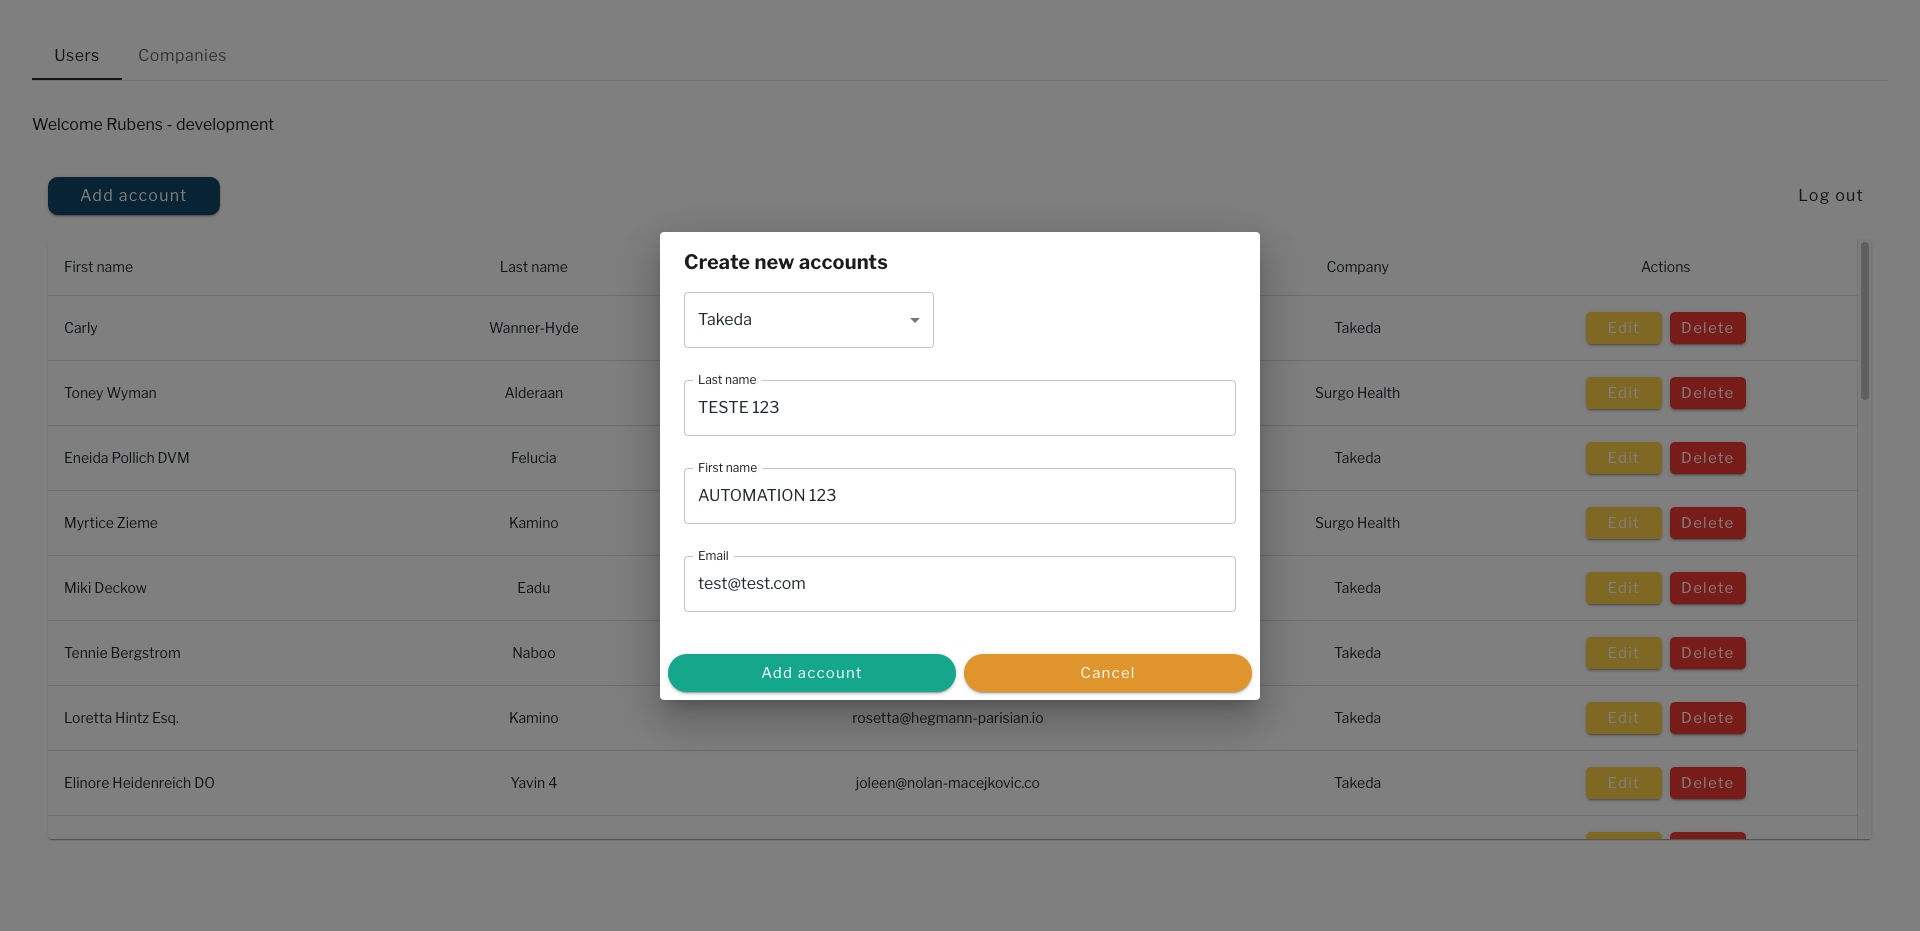 Users Companies
Welcome Rubens - development
Add account Log out
First name Last name Company Actions
Carly Wanner-Hyde Takeda Edit Delete
Toney Wyman Alderaan Surgo Health Edit Delete
Eneida Pollich DVM Felucia Takeda Edit Delete
Myrtice Zieme Kamino Surgo Health Edit Delete
Miki Deckow Eadu Takeda Edit Delete
Tennie Bergstrom Naboo Takeda Edit Delete
Loretta Hintz Esq. Kamino rosetta@hegmann-parisian.io Takeda Edit Delete
Elinore Heidenreich DO Yavin 4 joleen@nolan-macejkovic.co Takeda Edit Delete
Create new accounts
Takeda
Last name
TESTE 123
First name
AUTOMATION 123
Email
test@test.com
Add account Cancel